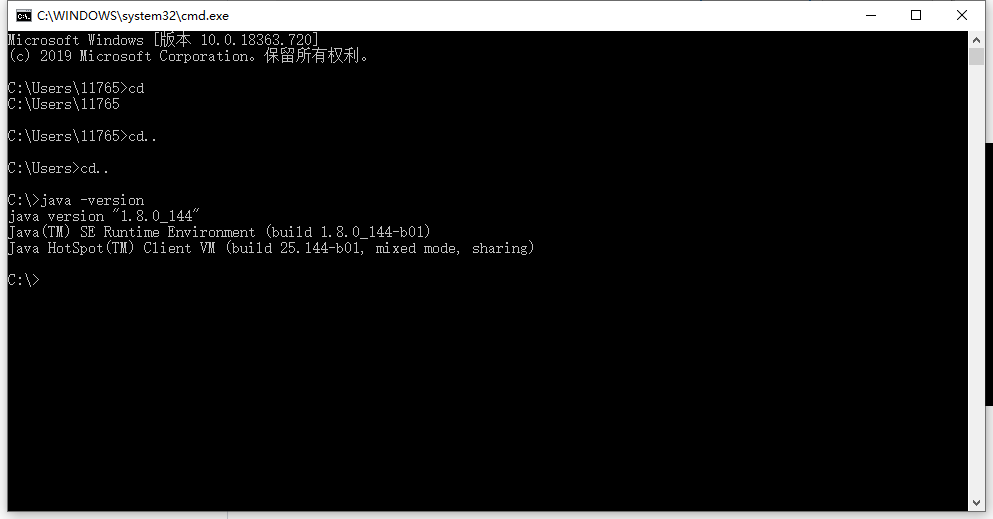 C:\WINDOWS\system32\cmd.exe
Microsoft Windows [版本 10.0.18363.720]
(c) 2019 Microsoft Corporation。保留所有权利。
C:\Users\11765>cd
C:\Users\11765
C:\Users\11765>cd..
C:\Users>cd..
C:\>java -version
java version "1.8.0_144"
Java(TM) SE Runtime Environment (build 1.8.0_144-b01)
Java HotSpot(TM) Client VM (build 25.144-b01, mixed mode, sharing)
C:\>